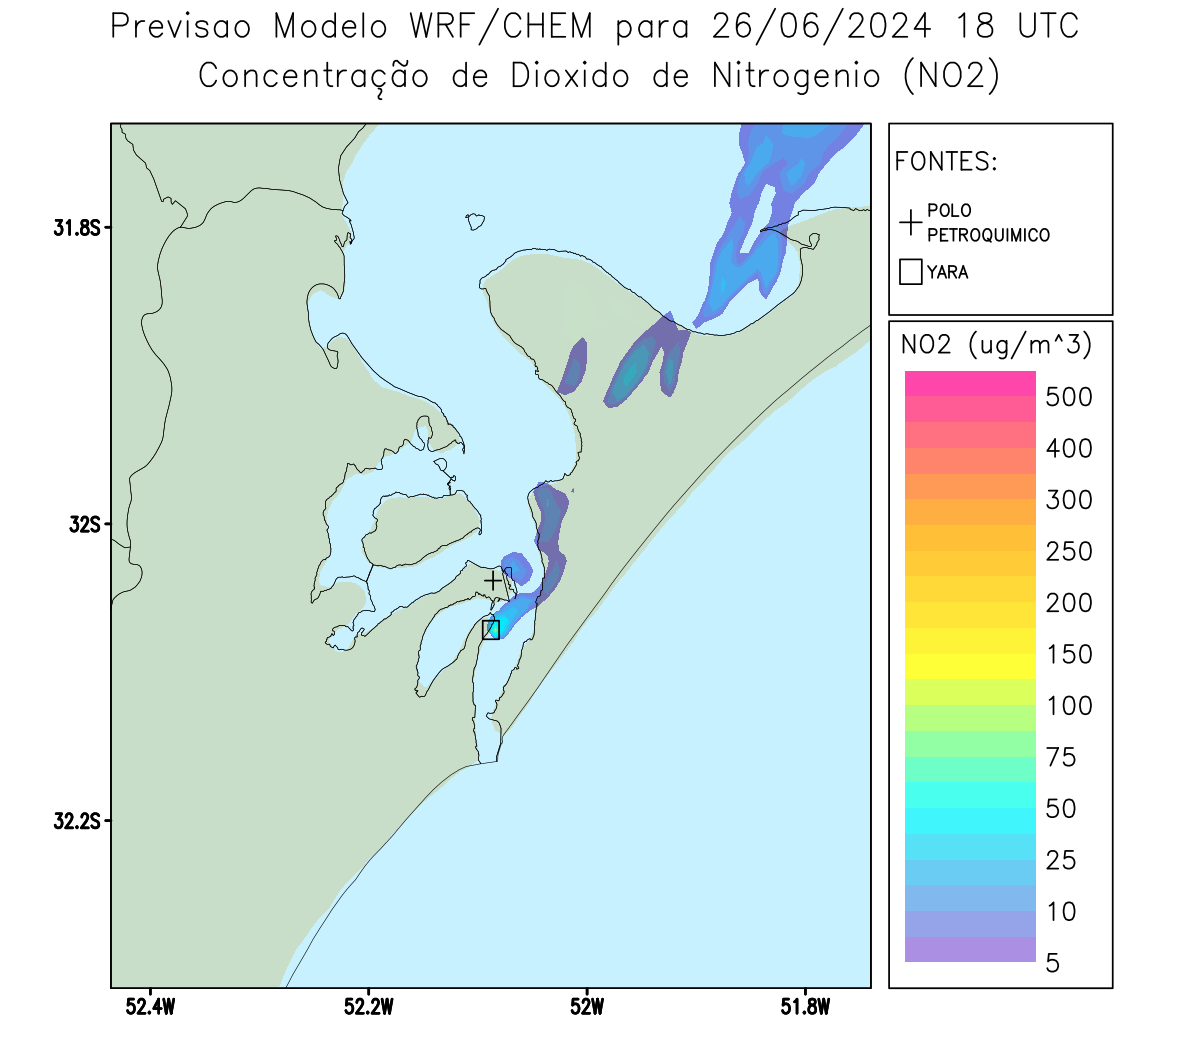 Previsao Modelo WRF/CHEM para 26/06/2024 18 UTC
Concentração de Dioxido de Nitrogenio (NO2)
FONTES:
POLO
PETROQUIMICO
YARA
NO2 (ug/m^3)
500
400
300
250
200
150
100
75
50
25
10
5
31.8S
32S
32.2S
52.4W
52.2W
52W
51.8W